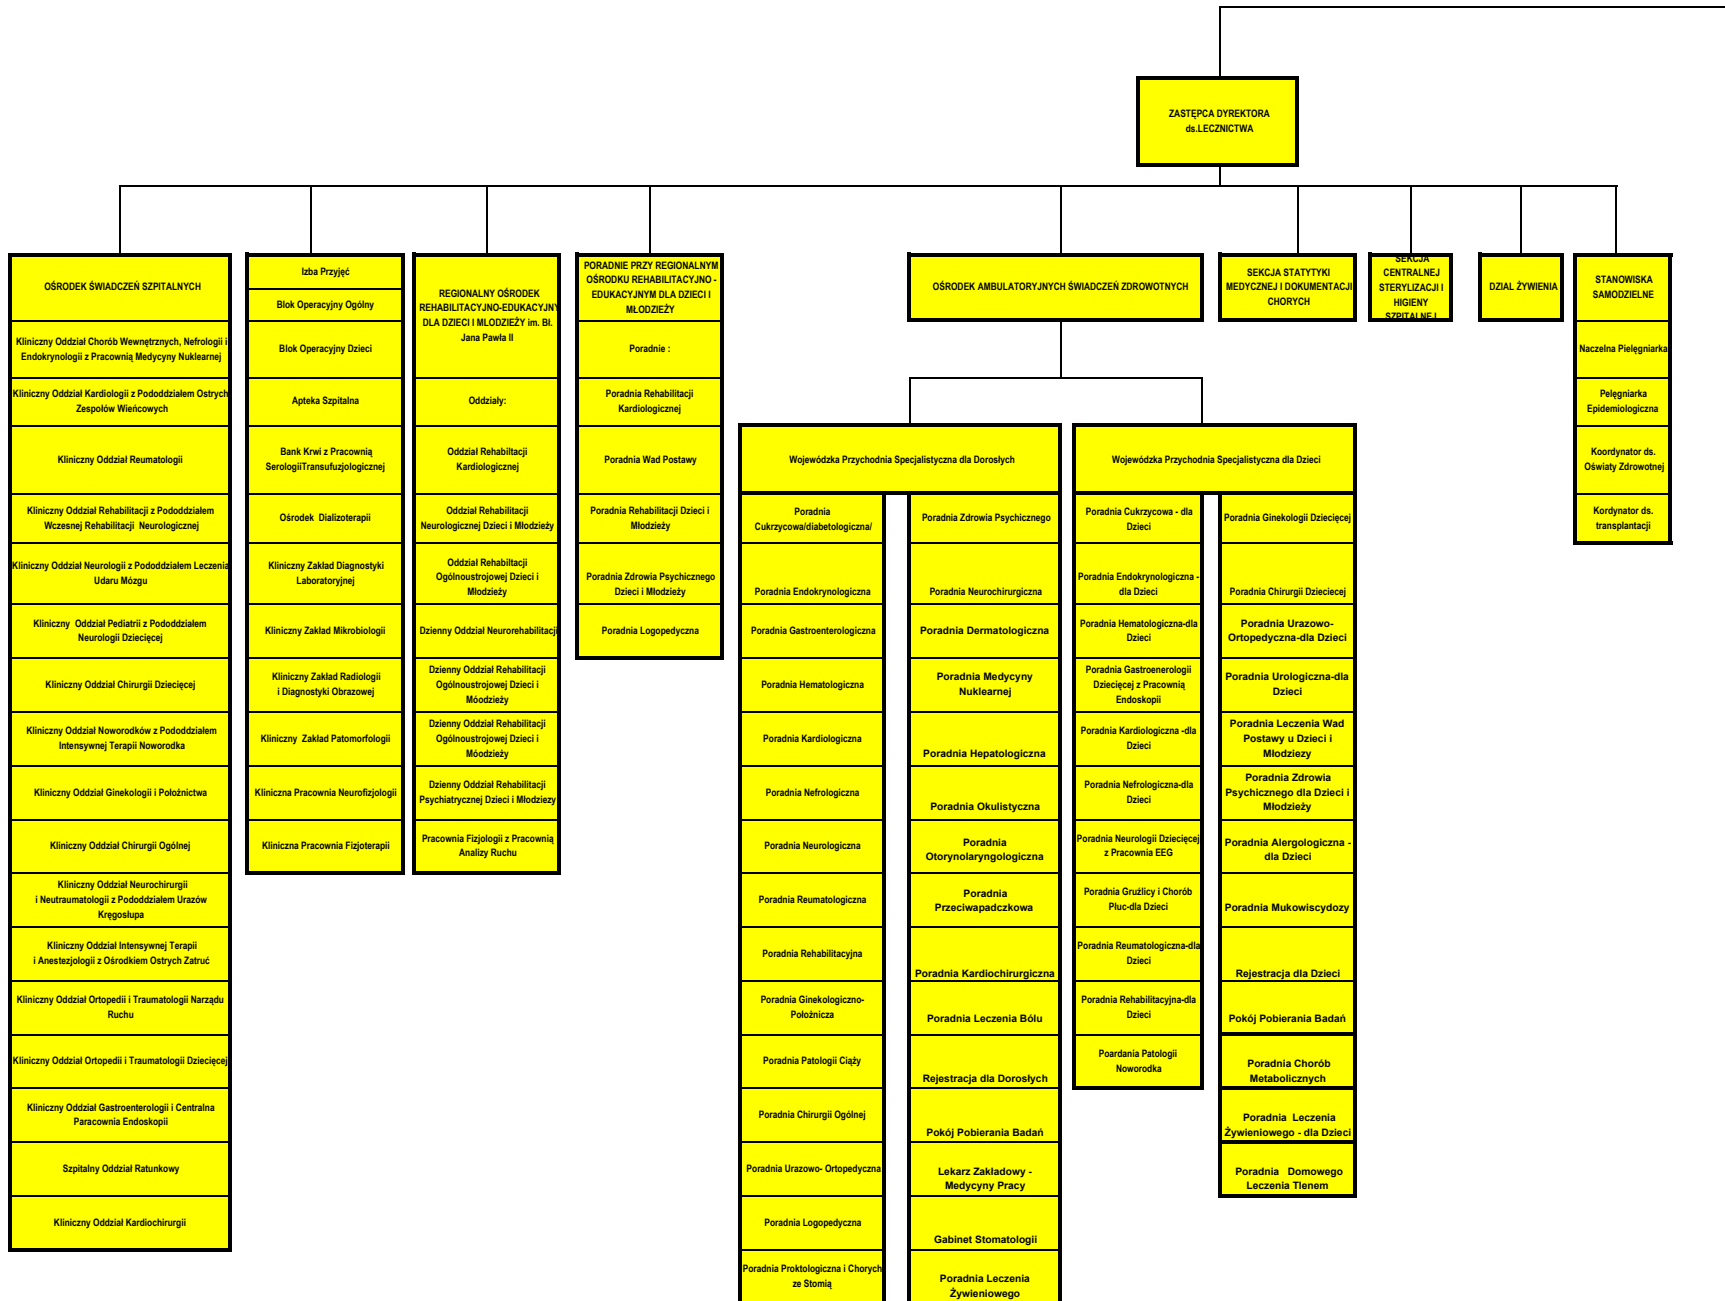 ZASTĘPCA DYREKTORA
ds.LECZNICTWA
OŚRODEK ŚWIADCZEŃ SZPITALNYCH
Kliniczny Oddział Chorób Wewnętrznych, Nefrologii i
Endokrynologii z Pracownią Medycyny Nuklearnej
Kliniczny Oddział Kardiologii z Pododdziałem Ostrych
Zespołów Wieńcowych
Kliniczny Oddział Reumatologii
Kliniczny Oddział Rehabilitacji z Pododdziałem
Wczesnej Rehabilitacji Neurologicznej
Kliniczny Oddział Neurologii z Pododdziałem Leczenia
Udaru Mózgu
Kliniczny Oddział Pediatrii z Pododdziałem
Neurologii Dziecięcej
Kliniczny Oddział Chirurgii Dziecięcej
Kliniczny Oddział Noworodków z Pododdziałem
Intensywnej Terapii Noworodka
Kliniczny Oddział Ginekologii i Położnictwa
Kliniczny Oddział Chirurgii Ogólnej
Kliniczny Oddział Neurochirurgii
i Neutraumatologii z Pododdziałem Urazów
Kręgosłupa
Kliniczny Oddział Intensywnej Terapii
i Anestezjologii z Ośrodkiem Ostrych Zatruć
Kliniczny Oddział Ortopedii i Traumatologii Narządu
Ruchu
Kliniczny Oddział Ortopedii i Traumatologii Dziecięcej
Kliniczny Oddział Gastroenterologii i Centralna
Paracownia Endoskopii
Szpitalny Oddział Ratunkowy
Kliniczny Oddział Kardiochirurgii
Izba Przyjęć
Blok Operacyjny Ogólny
Blok Operacyjny Dzieci
Apteka Szpitalna
Bank Krwi z Pracownią
SerologiiTransufuzjologicznej
Ośrodek Dializoterapii
Kliniczny Zakład Diagnostyki
Laboratoryjnej
Kliniczny Zakład Mikrobiologii
Kliniczny Zakład Radiologii
i Diagnostyki Obrazowej
Kliniczny Zakład Patomorfologii
Kliniczna Pracownia Neurofizjologii
Kliniczna Pracownia Fizjoterapii
REGIONALNY OŚRODEK
REHABILITACYJNO-EDUKACYJNY
DLA DZIECI I MLODZIEŻY im. Bł.
Jana Pawła II
Oddziały:
Oddział Rehabiltacji
Kardiologicznej
Oddział Rehabilitacji
Neurologicznej Dzieci i Młodzieży
Oddział Rehabiltacji
Ogólnoustrojowej Dzieci i
Młodzieży
Dzienny Oddział Neurorehabilitacji
Dzienny Oddział Rehabilitacji
Ogólnoustrojowej Dzieci i
Móodzieży
Dzienny Oddział Rehabilitacji
Ogólnoustrojowej Dzieci i
Móodzieży
Dzienny Oddział Rehabilitacji
Psychiatrycznej Dzieci i Młodziezy
Pracownia Fizjologii z Pracownią
Analizy Ruchu
PORADNIE PRZY REGIONALNYM
OŚRODKU REHABILITACYJNO -
EDUKACYJNYM DLA DZIECI I
MŁODZIEŻY
Poradnie :
Poradnia Rehabilitacji
Kardiologicznej
Poradnia Wad Postawy
Poradnia Rehabilitacji Dzieci i
Młodzieży
Poradnia Zdrowia Psychicznego
Dzieci i Młodzieży
Poradnia Logopedyczna
OŚRODEK AMBULATORYJNYCH ŚWIADCZEŃ ZDROWOTNYCH
Wojewódzka Przychodnia Specjalistyczna dla Dorosłych
Poradnia
Cukrzycowa/diabetologiczna/
Poradnia Endokrynologiczna
Poradnia Gastroenterologiczna
Poradnia Hematologiczna
Poradnia Kardiologiczna
Poradnia Nefrologiczna
Poradnia Neurologiczna
Poradnia Reumatologiczna
Poradnia Rehabilitacyjna
Poradnia Ginekologiczno-
Położnicza
Poradnia Patologii Ciąży
Poradnia Chirurgii Ogólnej
Poradnia Urazowo- Ortopedyczna
Poradnia Logopedyczna
Poradnia Proktologiczna i Chorych
ze Stomią
Poradnia Zdrowia Psychicznego
Poradnia Neurochirurgiczna
Poradnia Dermatologiczna
Poradnia Medycyny
Nuklearnej
Poradnia Hepatologiczna
Poradnia Okulistyczna
Poradnia
Otorynolaryngologiczna
Poradnia
Przeciwapadczkowa
Poradnia Kardiochirurgiczna
Poradnia Leczenia Bólu
Rejestracja dla Dorosłych
Pokój Pobierania Badań
Lekarz Zakładowy -
Medycyny Pracy
Gabinet Stomatologii
Poradnia Leczenia
Żywieniowego
Wojewódzka Przychodnia Specjalistyczna dla Dzieci
Poradnia Cukrzycowa - dla
Dzieci
Poradnia Endokrynologiczna -
dla Dzieci
Poradnia Hematologiczna-dla
Dzieci
Poradnia Gastroenerologii
Dziecięcej z Pracownią
Endoskopii
Poradnia Kardiologiczna -dla
Dzieci
Poradnia Nefrologiczna-dla
Dzieci
Poradnia Neurologii Dziecięcej
z Pracownia EEG
Poradnia Gruźlicy i Chorób
Płuc-dla Dzieci
Poradnia Reumatologiczna-dla
Dzieci
Poradnia Rehabilitacyjna-dla
Dzieci
Poardania Patologii
Noworodka
Poradnia Ginekologii Dziecięcej
Poradnia Chirurgii Dzieciecej
Poradnia Urazowo-
Ortopedyczna-dla Dzieci
Poradnia Urologiczna-dla
Dzieci
Poradnia Leczenia Wad
Postawy u Dzieci i
Młodziezy
Poradnia Zdrowia
Psychicznego dla Dzieci i
Młodzieży
Poradnia Alergologiczna -
dla Dzieci
Poradnia Mukowiscydozy
Rejestracja dla Dzieci
Pokój Pobierania Badań
Poradnia Chorób
Metabolicznych
Poradnia Leczenia
Żywieniowego - dla Dzieci
Poradnia Domowego
Leczenia Tlenem
SEKCJA STATYTYKI
MEDYCZNEJ I DOKUMENTACJI
CHORYCH
SEKCJA
CENTRALNEJ
STERYLIZACJI I
HIGIENY
SZPITALNEJ
DZIAL ŻYWIENIA
STANOWISKA
SAMODZIELNE
Naczelna Pielęgniarka
Pelęgniarka
Epidemiologiczna
Koordynator ds.
Oświaty Zdrowotnej
Kordynator ds.
transplantacji